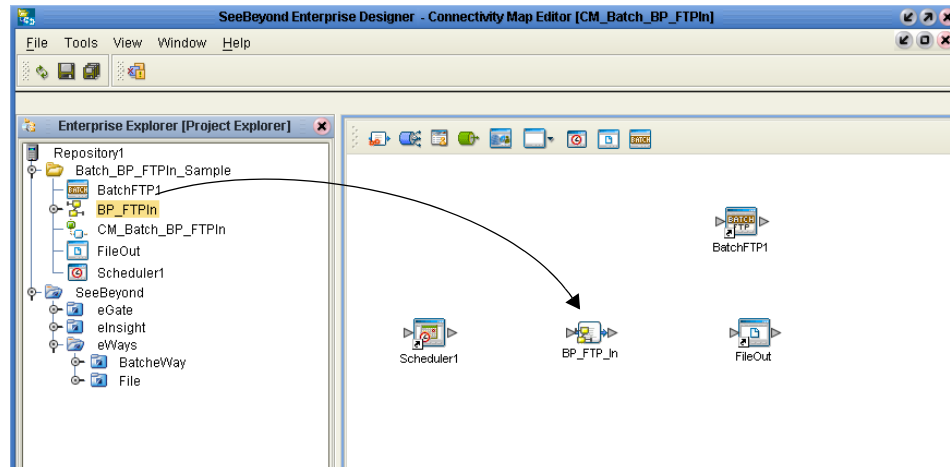 SeeBeyond Enterprise Designer - Connectivity Map Editor [CM_Batch_BP_FTPIn]
File Tools View Window Help
Enterprise Explorer [Project Explorer]
Repository1
Batch_BP_FTPIn_Sample
BATCH BatchFTP1
BP_FTPIn
CM_Batch_BP_FTPIn
FileOut
Scheduler1
SeeBeyond
eGate
eInsight
eWays
BatcheWay
File
BATCH
BATCH
FTP
BatchFTP1
Scheduler1
BP_FTP_In
FileOut